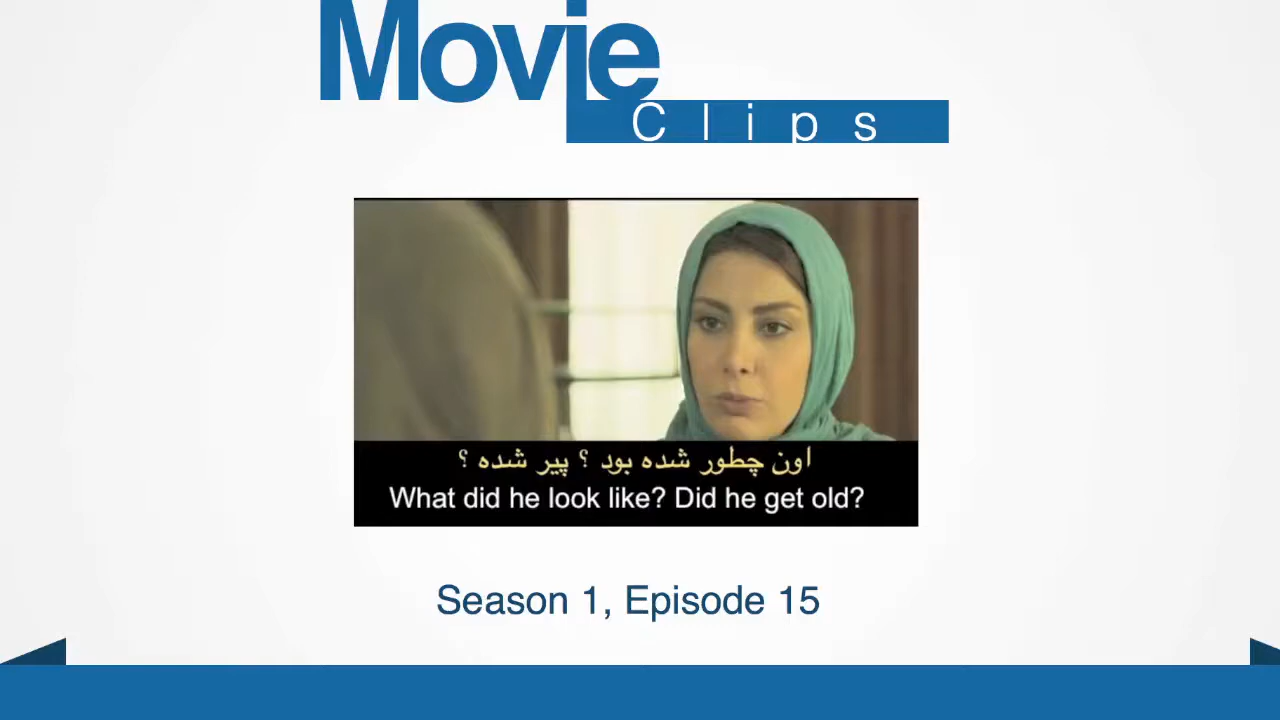 Movie
Clips
اون چطور شده بود ؟ پیر شده ؟
What did he look like? Did he get old?
Season 1, Episode 15